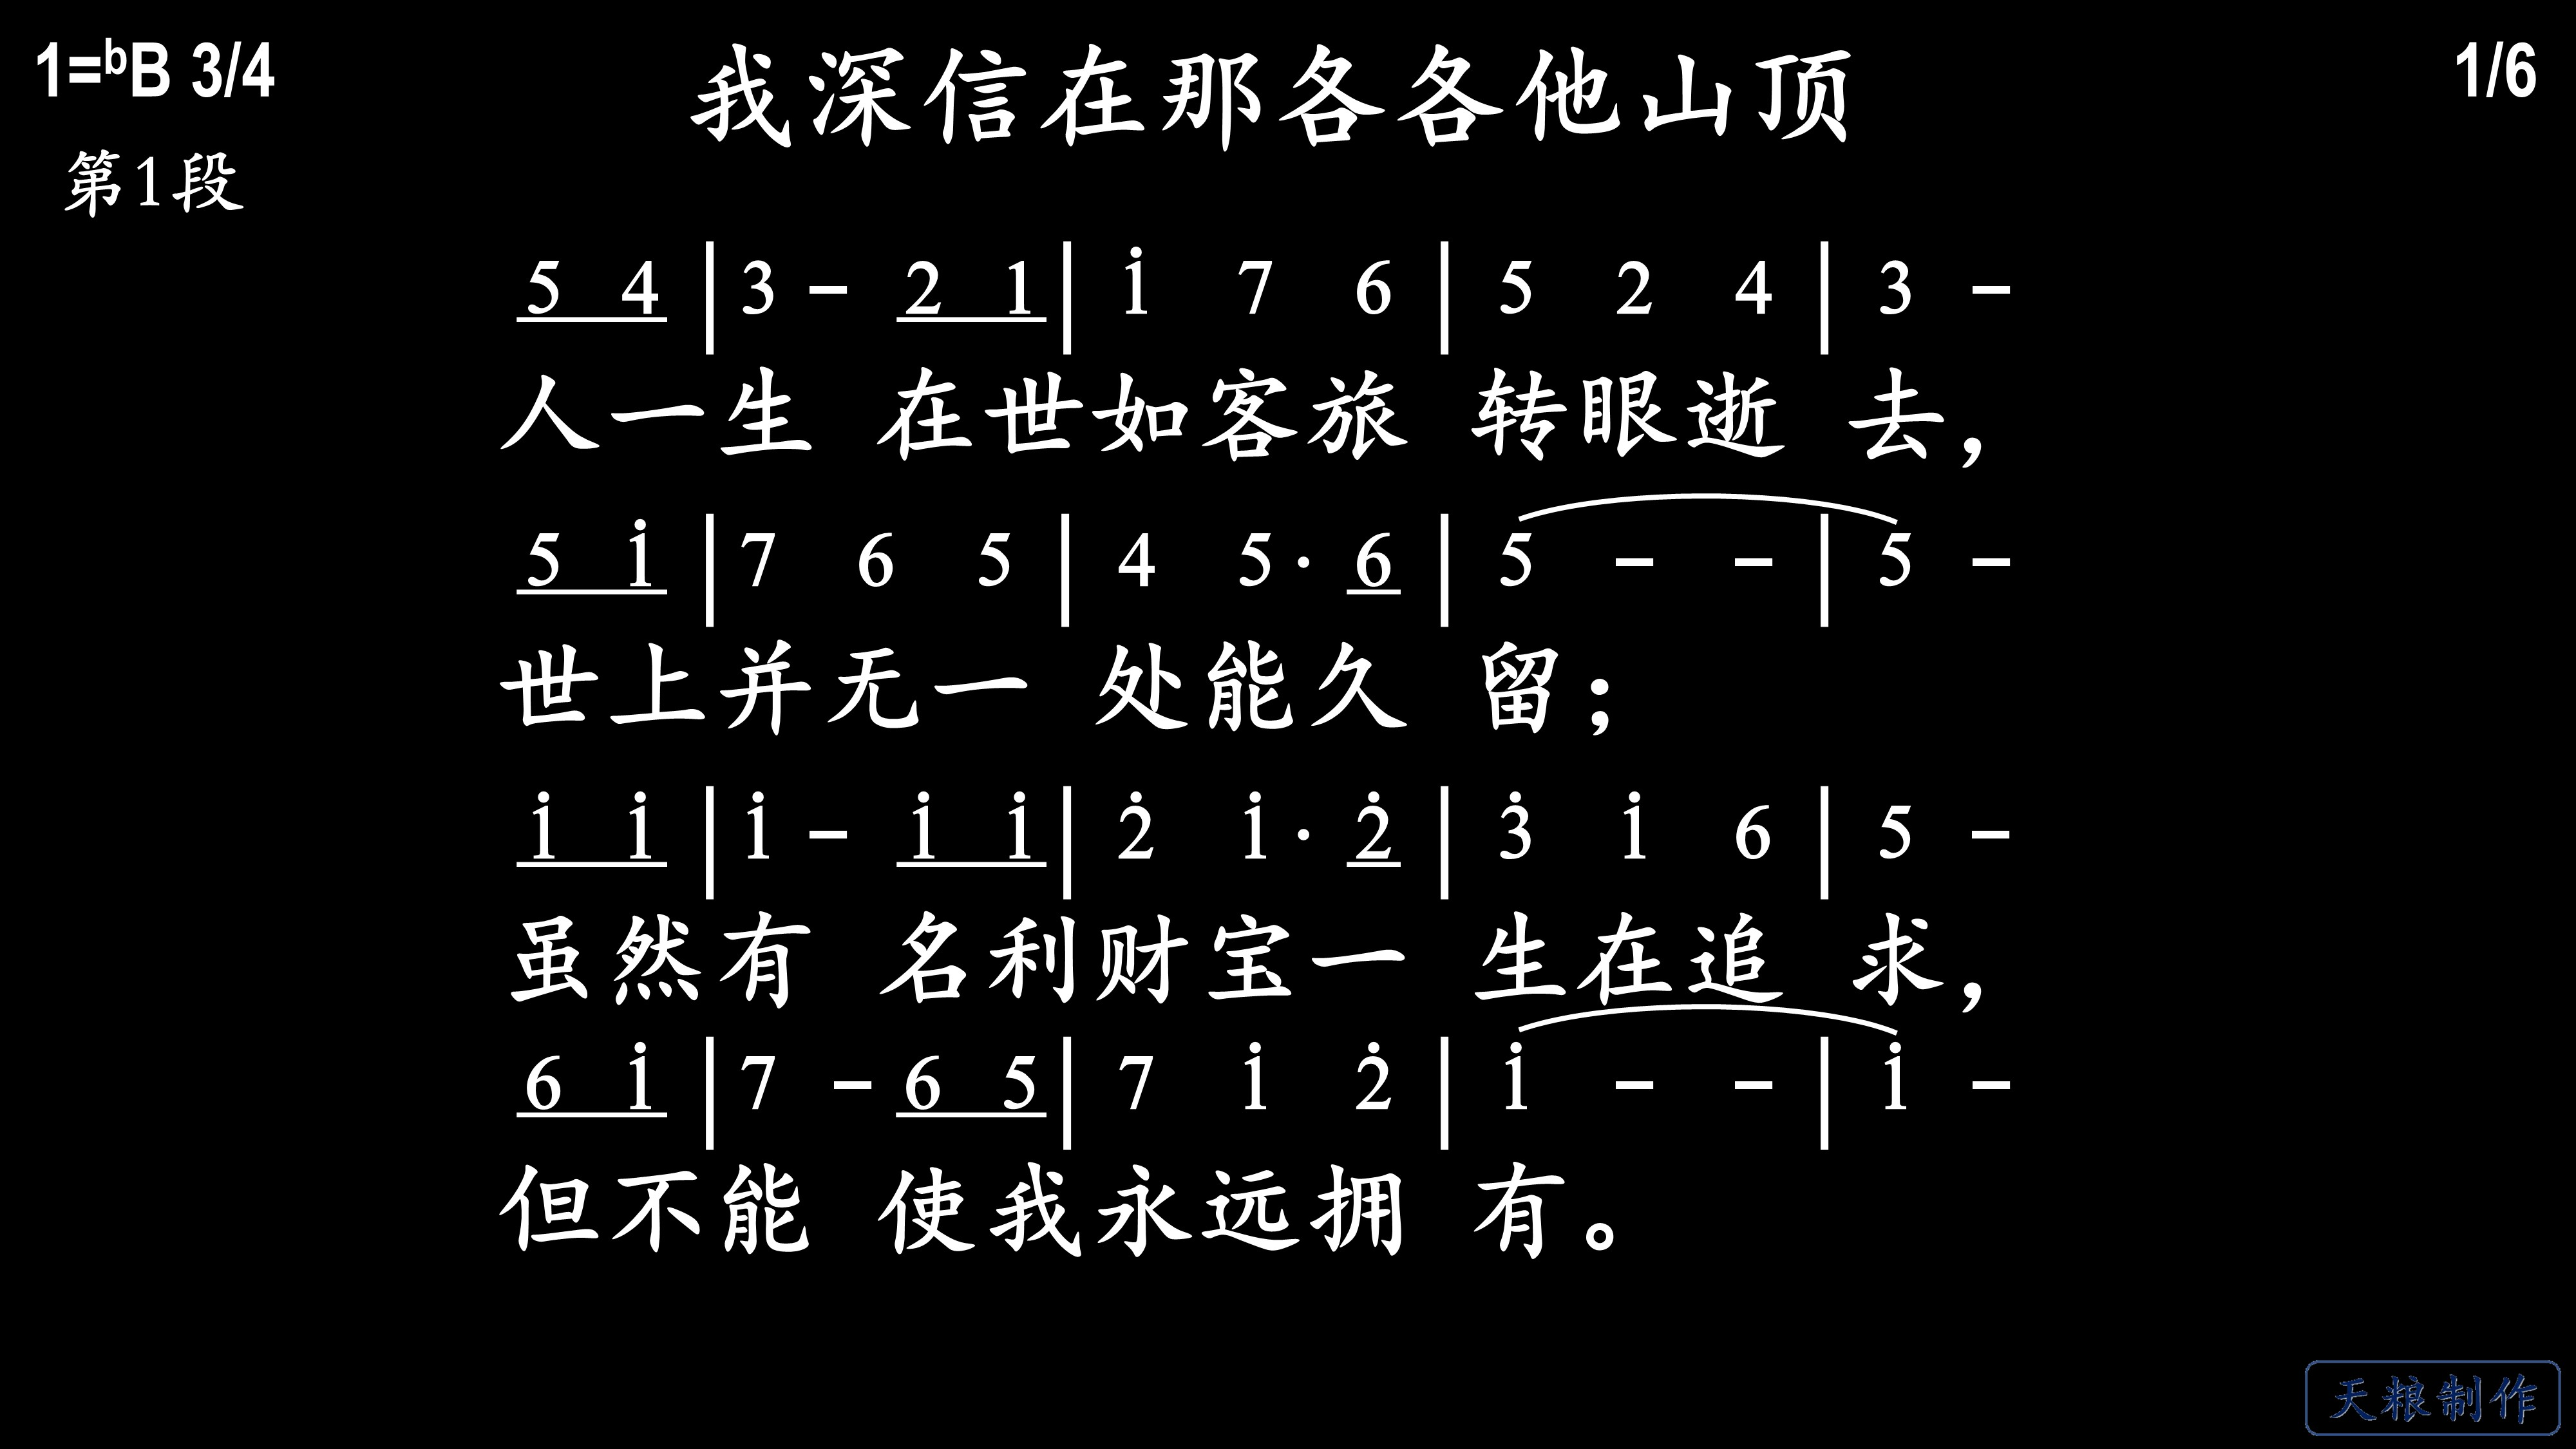 1=ᵇB 3/4
我深信在那各各他山顶
1/6
第1段
5 4 | 3 – 2 1 | i 7 6 | 5 2 4 | 3 –
人一生 在世如客旅 转眼逝 去，
5 i | 7 6 5 | 4 5· 6 | 5 – – | 5 –
世上并无一 处能久 留；
i i | i – i i | 2̇ i· 2̇ | 3̇ i 6 | 5 –
虽然有 名利财宝一 生在追 求，
6 i | 7 – 6 5 | 7 i 2̇ | i – – | i –
但不能 使我永远拥 有。
天粮制作